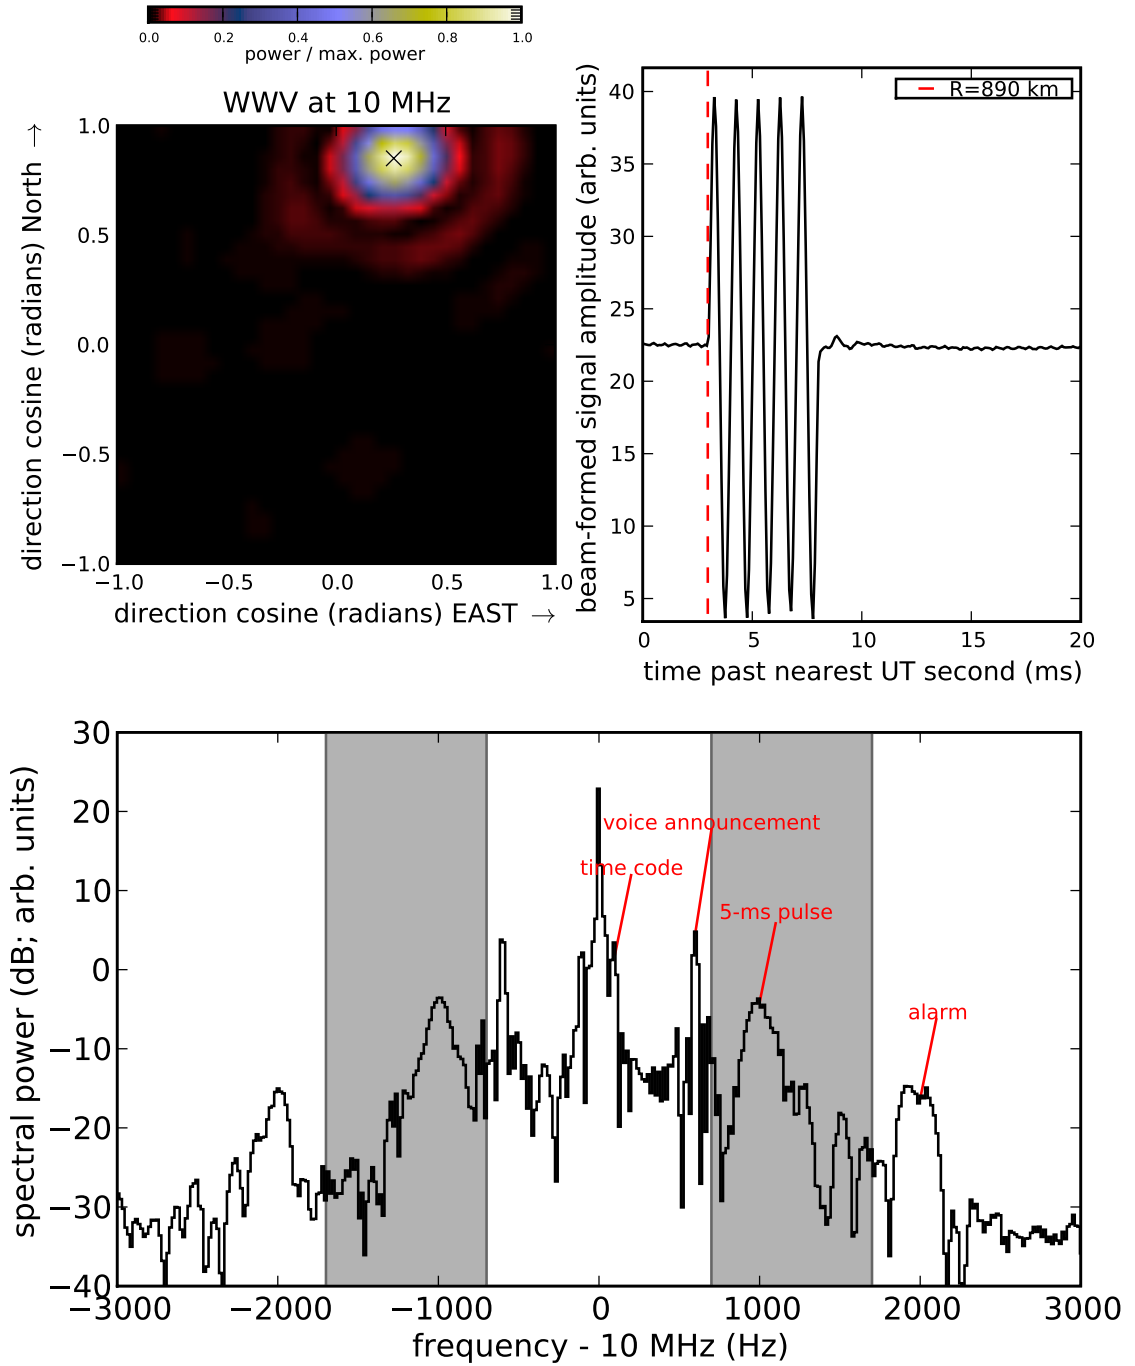 0.0 0.2 0.4 0.6 0.8 1.0
power / max. power
WWV at 10 MHz
1.0
0.5
0.0
−0.5
−1.0
direction cosine (radians) North →
−1.0 −0.5 0.0 0.5 1.0
direction cosine (radians) EAST →
R=890 km
40
35
30
25
20
15
10
5
beam-formed signal amplitude (arb. units)
0 5 10 15 20
time past nearest UT second (ms)
30
20
10
0
−10
−20
−30
−40
spectral power (dB; arb. units)
voice announcement
time code
5-ms pulse
alarm
−3000 −2000 −1000 0 1000 2000 3000
frequency - 10 MHz (Hz)